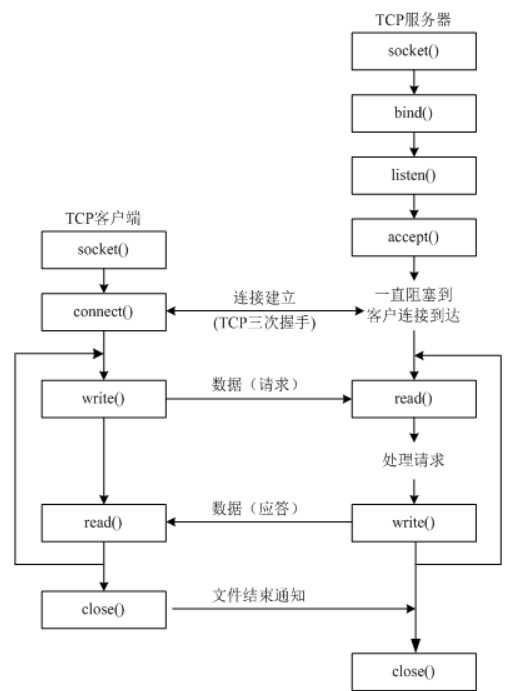 TCP服务器
socket()
bind()
listen()
accept()
一直阻塞到
客户连接到达
TCP客户端
socket()
connect()
连接建立
(TCP三次握手)
write()
数据（请求）
read()
处理请求
read()
数据（应答）
write()
close()
文件结束通知
close()